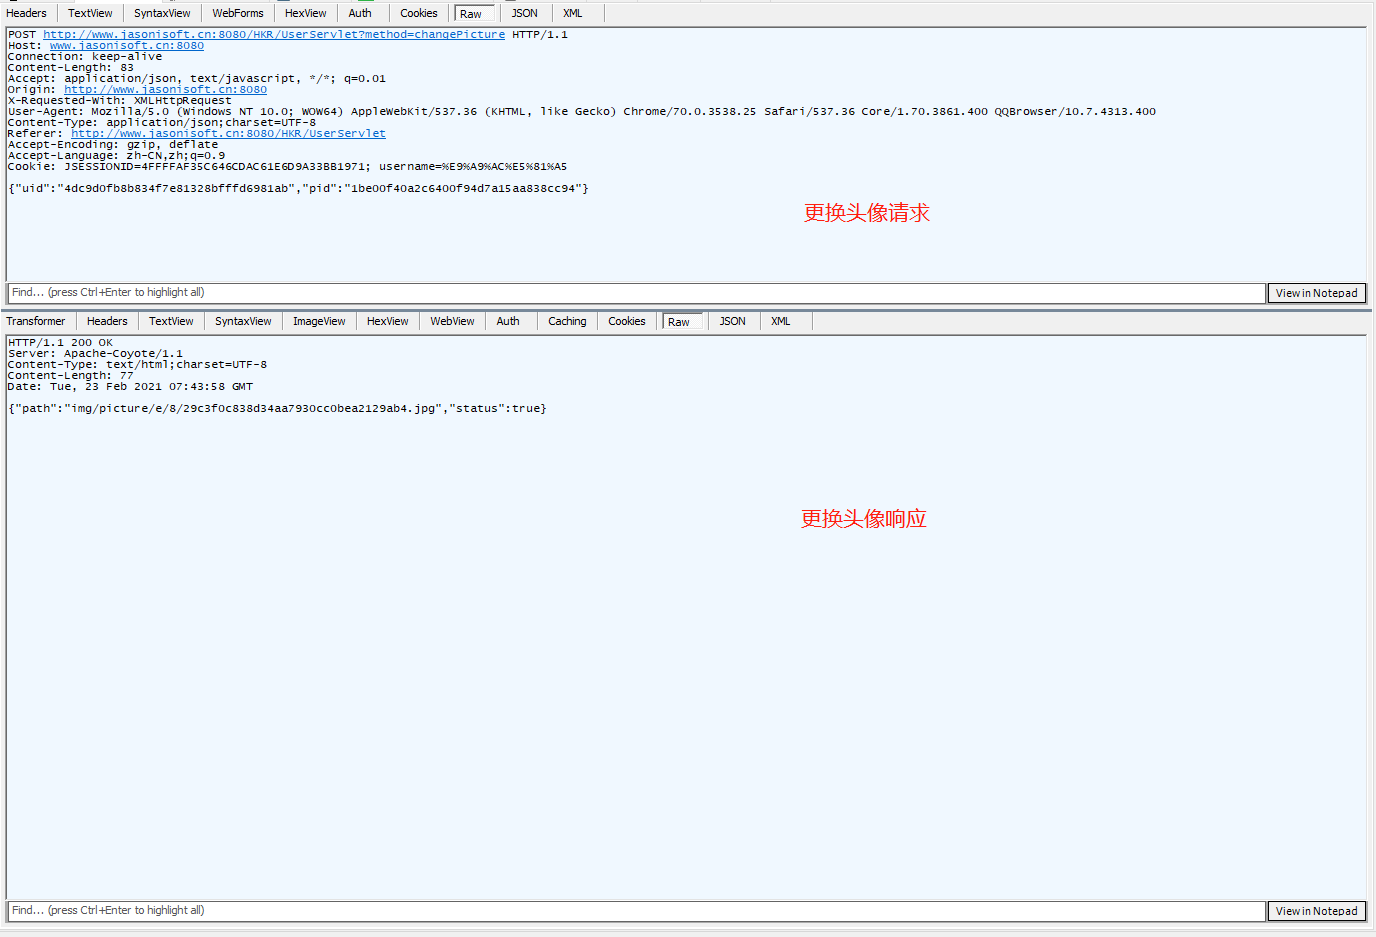 Headers TextView SyntaxView WebForms HexView Auth Cookies Raw JSON XML
POST http://www.jasonisoft.cn:8080/HKR/UserServlet?method=changePicture HTTP/1.1
Host: www.jasonisoft.cn:8080
Connection: keep-alive
Content-Length: 83
Accept: application/json, text/javascript, */*; q=0.01
Origin: http://www.jasonisoft.cn:8080
X-Requested-With: XMLHttpRequest
User-Agent: Mozilla/5.0 (Windows NT 10.0; WOW64) AppleWebKit/537.36 (KHTML, like Gecko) Chrome/70.0.3538.25 Safari/537.36 Core/1.70.3861.400 QQBrowser/10.7.4313.400
Content-Type: application/json;charset=UTF-8
Referer: http://www.jasonisoft.cn:8080/HKR/UserServlet
Accept-Encoding: gzip, deflate
Accept-Language: zh-CN,zh;q=0.9
Cookie: JSESSIONID=4FFFFAF35C646CDAC61E6D9A33BB1971; username=%E9%A9%AC%E5%81%A5
{"uid":"4dc9d0fb8b834f7e81328bfffd6981ab","pid":"1be00f40a2c6400f94d7a15aa838cc94"}
更换头像请求
Find... (press Ctrl+Enter to highlight all) View in Notepad
Transformer Headers TextView SyntaxView ImageView HexView WebView Auth Caching Cookies Raw JSON XML
HTTP/1.1 200 OK
Server: Apache-Coyote/1.1
Content-Type: text/html;charset=UTF-8
Content-Length: 77
Date: Tue, 23 Feb 2021 07:43:58 GMT
{"path":"img/picture/e/8/29c3f0c838d34aa7930cc0bea2129ab4.jpg","status":true}
更换头像响应
Find... (press Ctrl+Enter to highlight all) View in Notepad